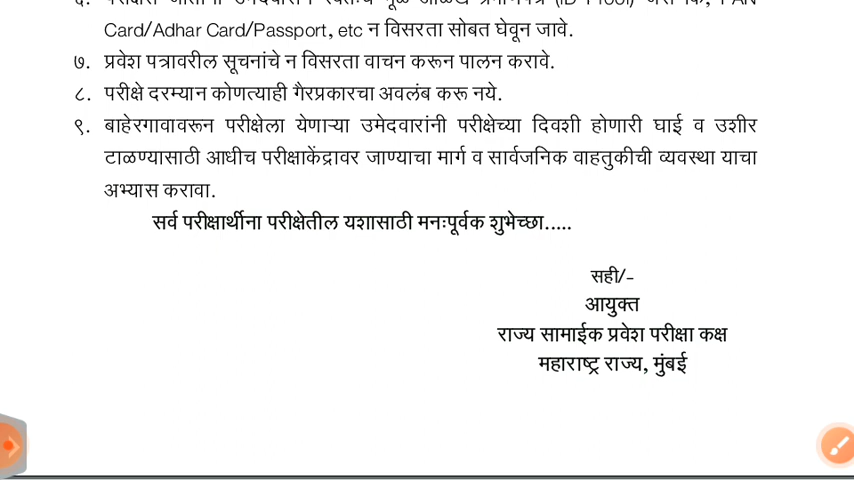 Card/Adhar Card/Passport, etc न विसरता सोबत घेवून जावे.
७. प्रवेश पत्रावरील सूचनांचे न विसरता वाचन करून पालन करावे.
८. परीक्षे दरम्यान कोणत्याही गैरप्रकारचा अवलंब करू नये.
९. बाहेरगावावरून परीक्षेला येणाऱ्या उमेदवारांनी परीक्षेच्या दिवशी होणारी घाई व उशीर
टाळण्यासाठी आधीच परीक्षाकेंद्रावर जाण्याचा मार्ग व सार्वजनिक वाहतुकीची व्यवस्था याचा
अभ्यास करावा.
सर्व परीक्षार्थीना परीक्षेतील यशासाठी मनःपूर्वक शुभेच्छा.....
सही/-
आयुक्त
राज्य सामाईक प्रवेश परीक्षा कक्ष
महाराष्ट्र राज्य, मुंबई